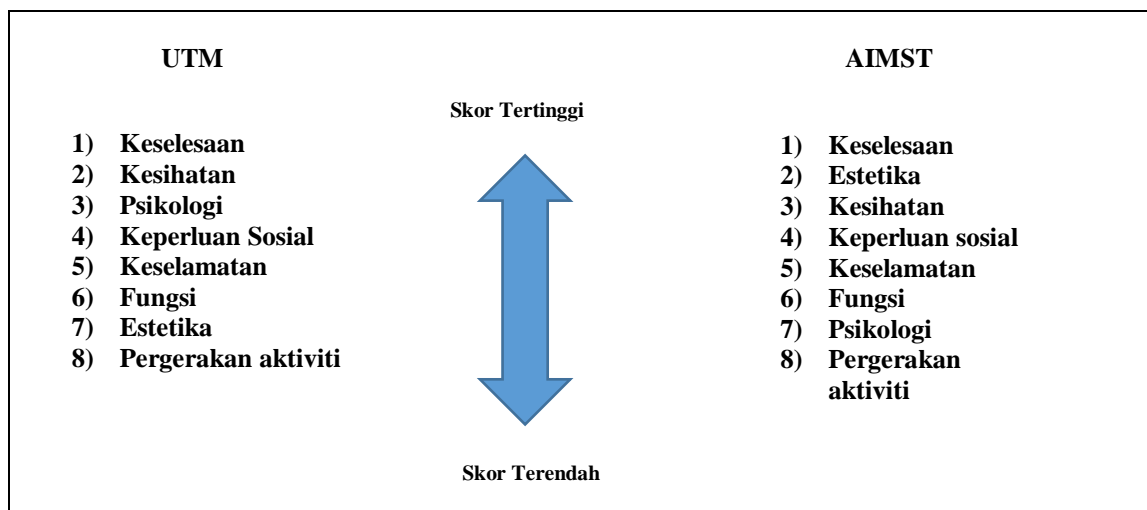 UTM
1) Keselesaan
2) Kesihatan
3) Psikologi
4) Keperluan Sosial
5) Keselamatan
6) Fungsi
7) Estetika
8) Pergerakan aktiviti
Skor Tertinggi
Skor Terendah
AIMST
1) Keselesaan
2) Estetika
3) Kesihatan
4) Keperluan sosial
5) Keselamatan
6) Fungsi
7) Psikologi
8) Pergerakan
aktiviti